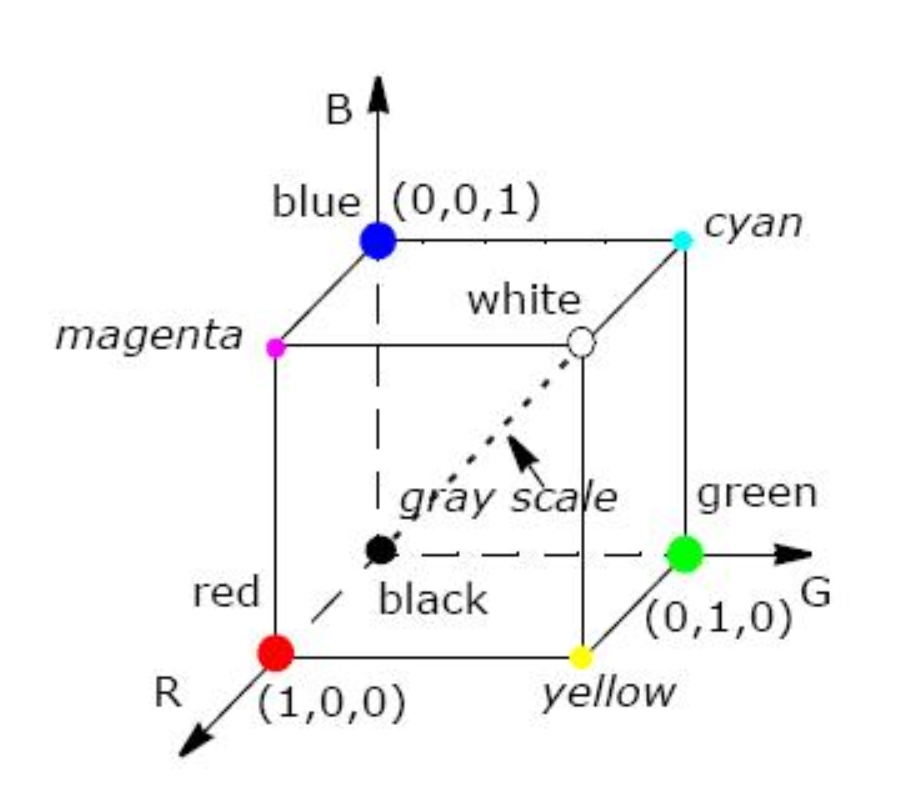 B
blue (0,0,1)
cyan
white
magenta
gray scale
green
red
black
G
(0,1,0)
R
(1,0,0)
yellow